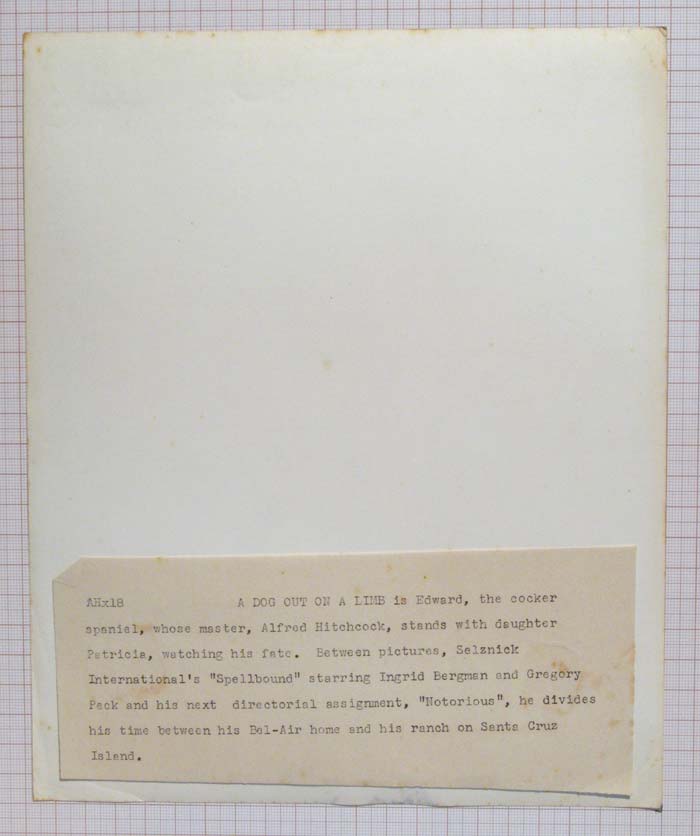 AHx18 A DOG OUT ON A LIMB is Edward, the cocker
spaniel, whose master, Alfred Hitchcock, stands with daughter
Patricia, watching his fate. Between pictures, Selznick
International's "Spellbound" starring Ingrid Bergman and Gregory
Peck and his next directorial assignment, "Notorious", he divides
his time between his Bel-Air home and his ranch on Santa Cruz
Island.